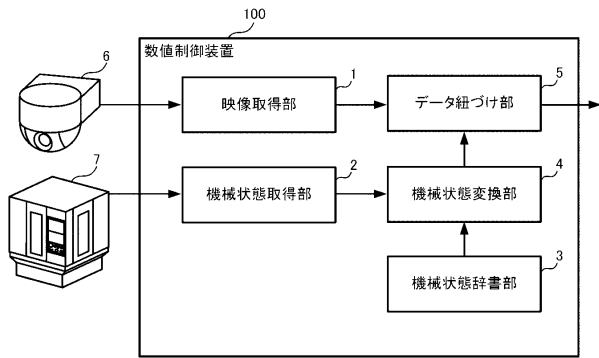 100
数値制御装置
6
1
映像取得部
5
データ紐づけ部
7
2
機械状態取得部
4
機械状態変換部
3
機械状態辞書部